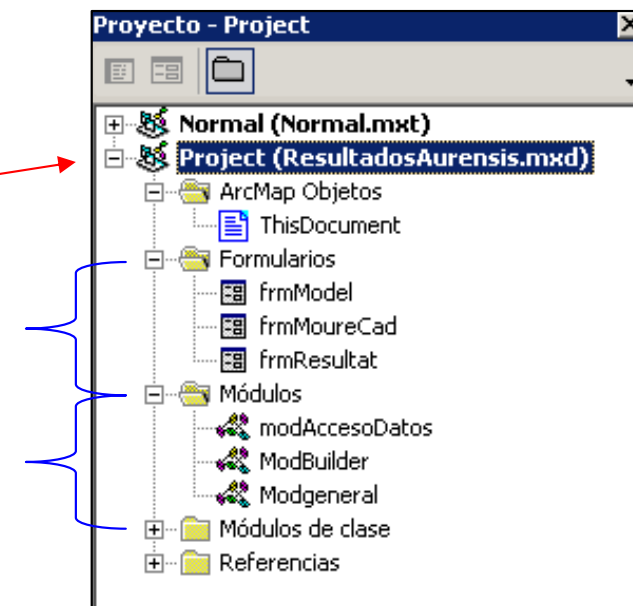 Proyecto - Project
Normal (Normal.mxt)
Project (ResultadosAurensis.mxd)
ArcMap Objetos
ThisDocument
Formularios
frmModel
frmMoureCad
frmResultat
Módulos
modAccesoDatos
ModBuilder
Modgeneral
Módulos de clase
Referencias